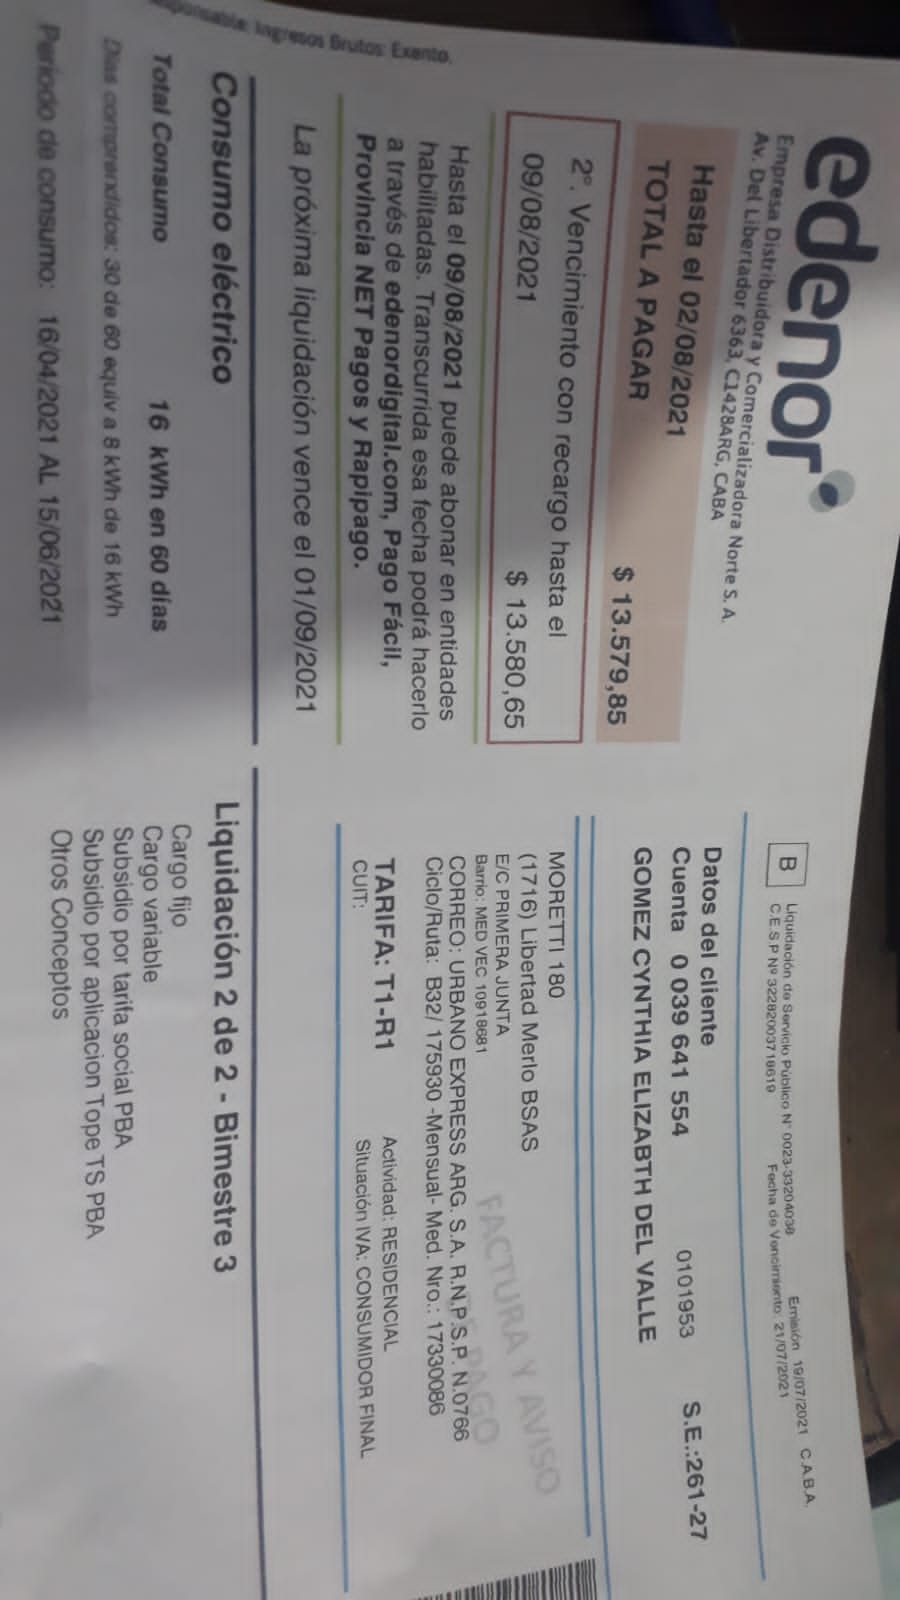 Responsable: Ingresos Brutos: Exento.
edenor
Empresa Distribuidora y Comercializadora Norte S. A.
Av. Del Libertador 6363, C1428ARG, CABA
Hasta el 02/08/2021
TOTAL A PAGAR $ 13.579,85
2º. Vencimiento con recargo hasta el
09/08/2021 $ 13.580,65
Hasta el 09/08/2021 puede abonar en entidades
habilitadas. Transcurrida esa fecha podrá hacerlo
a través de edenordigital.com, Pago Fácil,
Provincia NET Pagos y Rapipago.
La próxima liquidación vence el 01/09/2021
Consumo eléctrico
Total Consumo 16 kWh en 60 días
Días comprendidos: 30 de 60 equiv a 8 kWh de 16 kWh
Período de consumo: 16/04/2021 AL 15/06/2021
B Liquidación de Servicio Público N° 0023-33204038 Emisión 19/07/2021 C.A.B.A.
C.E.S.P Nº 32282003718619 Fecha de Vencimiento: 21/07/2021
Datos del cliente
Cuenta 0 039 641 554 0101953 S.E.:261-27
GOMEZ CYNTHIA ELIZABTH DEL VALLE
MORETTI 180
(1716) Libertad Merlo BSAS
E/C PRIMERA JUNTA
Barrio: MED VEC 10918681
CORREO: URBANO EXPRESS ARG. S.A. R.N.P.S.P. N.0766
Ciclo/Ruta: B32/ 175930 -Mensual- Med. Nro.: 17330086
FACTURA Y AVISO
DE PAGO
TARIFA: T1-R1 Actividad: RESIDENCIAL
CUIT: Situación IVA: CONSUMIDOR FINAL
Liquidación 2 de 2 - Bimestre 3
Cargo fijo
Cargo variable
Subsidio por tarifa social PBA
Subsidio por aplicacion Tope TS PBA
Otros Conceptos